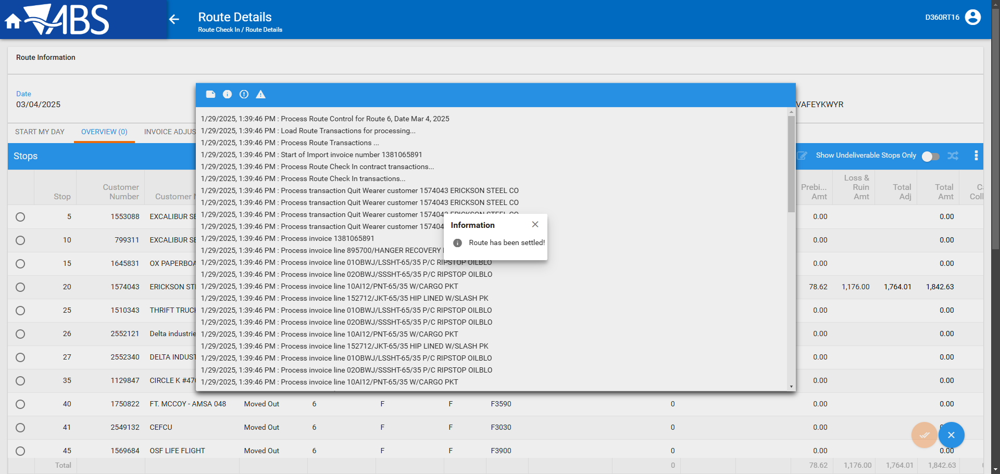 ABS
Route Details
Route Check In / Route Details
D360RT16
Route Information
Date
03/04/2025
VAFEYKWYR
START MY DAY
OVERVIEW (0)
INVOICE ADJUS
Stops
Show Undeliverable Stops Only
Stop
Customer Number
Customer
Prebi... Amt
Loss & Ruin Amt
Total Adj
Total Amt
5 1553088 EXCALIBUR SE 0.00 0.00
10 799311 EXCALIBUR SE 0.00 0.00
15 1645831 OX PAPERBOA 0.00 0.00
20 1574043 ERICKSON STE 78.62 1,176.00 1,764.01 1,842.63
25 1510343 THRIFT TRUCK 0.00 0.00
26 2552121 Delta industrie 0.00 0.00
27 2552340 DELTA INDUST 0.00 0.00
35 1129847 CIRCLE K #470 0.00 0.00
40 1750822 FT. MCCOY - AMSA 048 Moved Out 6 F F F3590 0 0.00 0.00
41 2549132 CEFCU Moved Out 6 F F F3030 0 0.00
45 1569684 OSF LIFE FLIGHT Moved Out 6 F F F3900 0 0.00 0.00
Total 0 78.62 1,176.00 1,764.01 1,842.63
1/29/2025, 1:39:46 PM : Process Route Control for Route 6, Date Mar 4, 2025
1/29/2025, 1:39:46 PM : Load Route Transactions for processing...
1/29/2025, 1:39:46 PM : Process Route Transactions ...
1/29/2025, 1:39:46 PM : Start of Import invoice number 1381065891
1/29/2025, 1:39:46 PM : Process Route Check In contract transactions...
1/29/2025, 1:39:46 PM : Process Route Check In transactions...
1/29/2025, 1:39:46 PM : Process transaction Quit Wearer customer 1574043 ERICKSON STEEL CO
1/29/2025, 1:39:46 PM : Process transaction Quit Wearer customer 1574043 ERICKSON STEEL CO
1/29/2025, 1:39:46 PM : Process transaction Quit Wearer customer 1574043 ERICKSON STEEL CO
1/29/2025, 1:39:46 PM : Process transaction Quit Wearer customer 157404
1/29/2025, 1:39:46 PM : Process invoice 1381065891
1/29/2025, 1:39:46 PM : Process invoice line 895700/HANGER RECOVERY
1/29/2025, 1:39:46 PM : Process invoice line 01OBWJ/LSSHT-65/35 P/C RIPSTOP OILBLO
1/29/2025, 1:39:46 PM : Process invoice line 02OBWJ/SSSHT-65/35 P/C RIPSTOP OILBLO
1/29/2025, 1:39:46 PM : Process invoice line 10AI12/PNT-65/35 W/CARGO PKT
1/29/2025, 1:39:46 PM : Process invoice line 152712/JKT-65/35 HIP LINED W/SLASH PK
1/29/2025, 1:39:46 PM : Process invoice line 01OBWJ/LSSHT-65/35 P/C RIPSTOP OILBLO
1/29/2025, 1:39:46 PM : Process invoice line 02OBWJ/SSSHT-65/35 P/C RIPSTOP OILBLO
1/29/2025, 1:39:46 PM : Process invoice line 10AI12/PNT-65/35 W/CARGO PKT
1/29/2025, 1:39:46 PM : Process invoice line 152712/JKT-65/35 HIP LINED W/SLASH PK
1/29/2025, 1:39:46 PM : Process invoice line 01OBWJ/LSSHT-65/35 P/C RIPSTOP OILBLO
1/29/2025, 1:39:46 PM : Process invoice line 02OBWJ/SSSHT-65/35 P/C RIPSTOP OILBLO
1/29/2025, 1:39:46 PM : Process invoice line 10AI12/PNT-65/35 W/CARGO PKT
Information
Route has been settled!